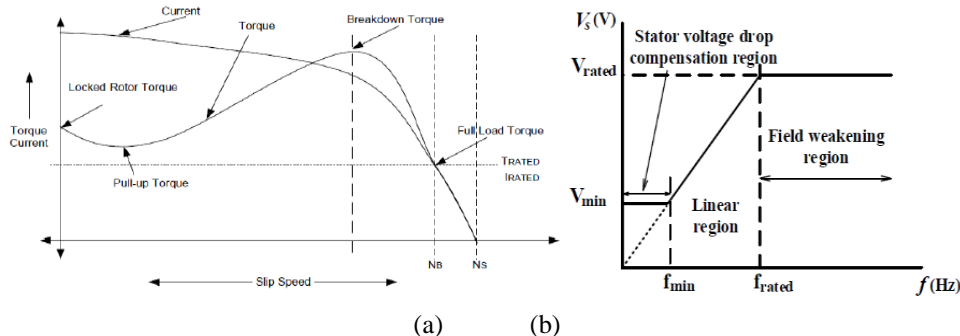 Current
Torque
Breakdown Torque
Locked Rotor Torque
Torque
Current
Pull-up Torque
Full Load Torque
TRATED
IRATED
NB
NS
Slip Speed
(a)
Vs(V)
Stator voltage drop
compensation region
Vrated
Field weakening
region
Vmin
Linear
region
fmin
frated
f(Hz)
(b)